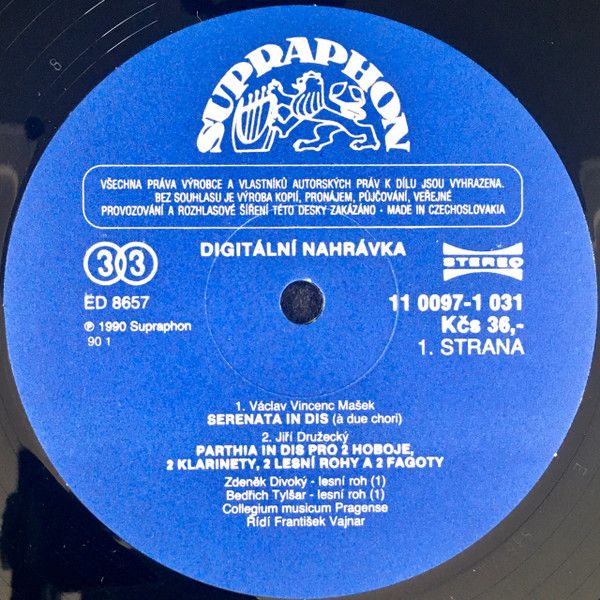 SUPRAPHON
8
VŠECHNA PRÁVA VÝROBCE A VLASTNÍKŮ AUTORSKÝCH PRÁV K DÍLU JSOU VYHRAZENA.
BEZ SOUHLASU JE VÝROBA KOPIÍ, PRONÁJEM, PŮJČOVÁNÍ, VEŘEJNÉ
PROVOZOVÁNÍ A ROZHLASOVÉ ŠÍŘENÍ TÉTO DESKY ZAKÁZÁNO - MADE IN CZECHOSLOVAKIA
DIGITÁLNÍ NAHRÁVKA
33
STEREO
ED 8657
11 0097-1 031
℗ 1990 Supraphon
Kčs 36,-
90 1
1. STRANA
1. Václav Vincenc Mašek
SERENATA IN DIS (à due chori)
2. Jiří Družecký
PARTHIA IN DIS PRO 2 HOBOJE,
2 KLARINETY, 2 LESNÍ ROHY A 2 FAGOTY
Zdeněk Divoký - lesní roh (1)
Bedřich Tylšar - lesní roh (1)
Collegium musicum Pragense
Řídí František Vajnar